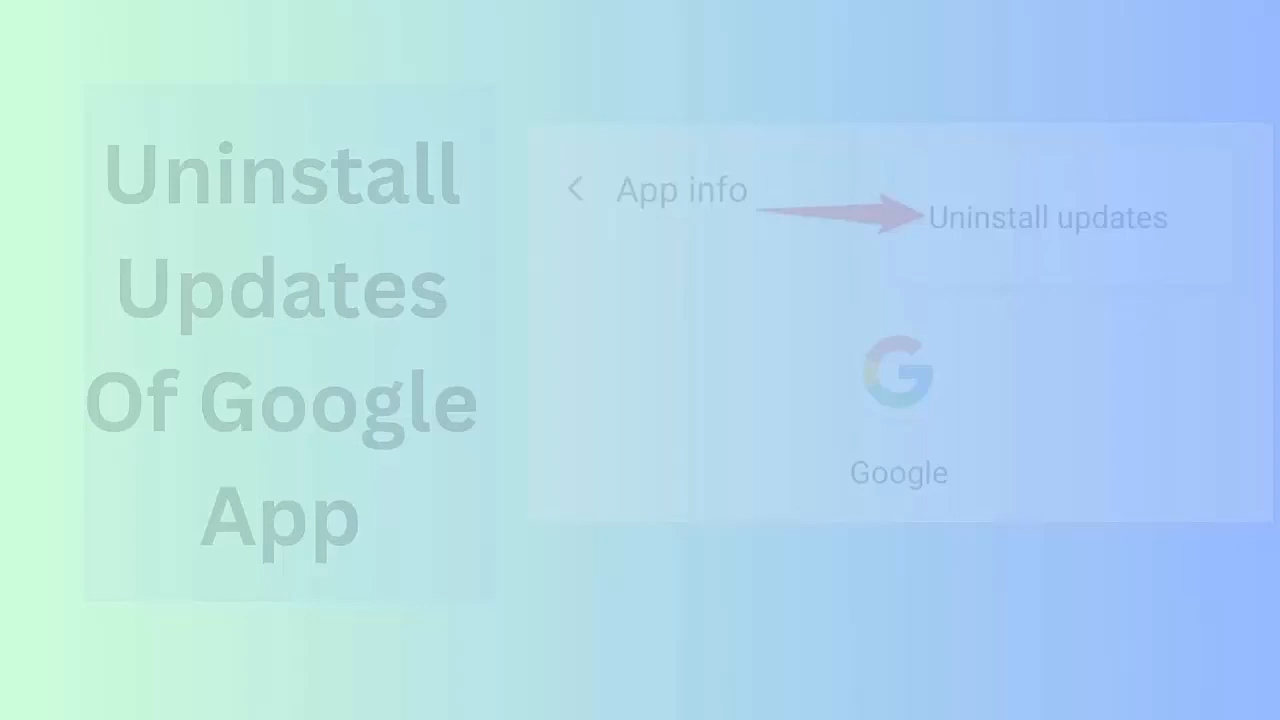 Uninstall
Updates
Of Google
App
App info
Uninstall updates
Google